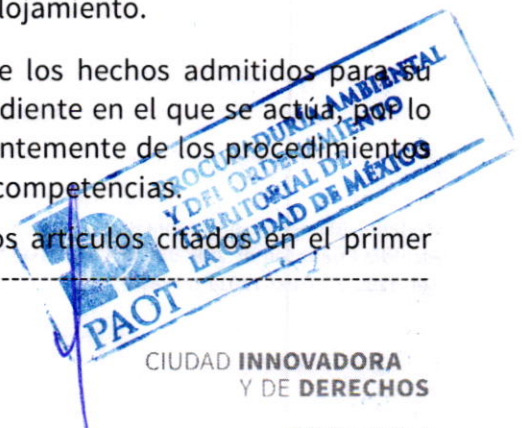 lojamiento.
e los hechos admitidos para su
diente en el que se actúa, por lo
ntemente de los procedimientos
competencias.
os artículos citados en el primer
PROCURADURÍA AMBIENTAL
Y DEL ORDENAMIENTO
TERRITORIAL DE
LA CIUDAD DE MÉXICO
PAOT
CIUDAD INNOVADORA
Y DE DERECHOS